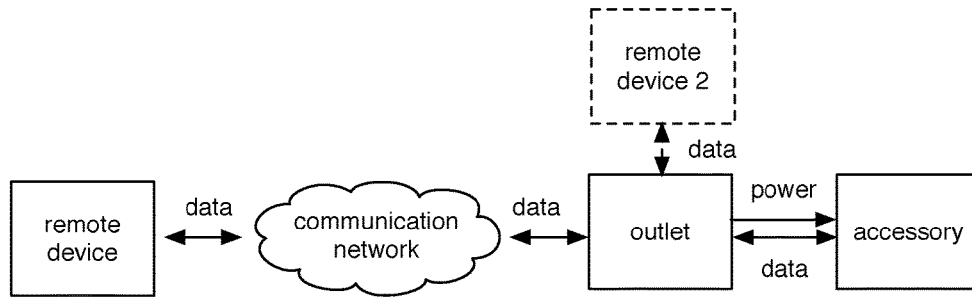 remote
device 2
data
remote
device
data
communication
network
data
outlet
power
data
accessory